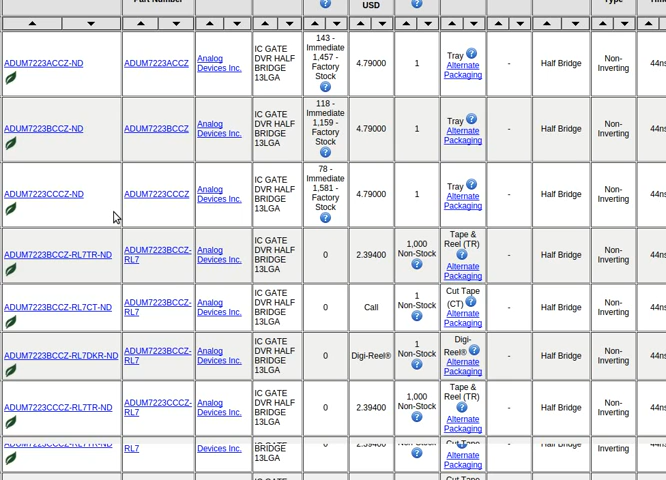 Part Number
USD
Type
ADUM7223ACCZ-ND
ADUM7223ACCZ
Analog
Devices Inc.
IC GATE
DVR HALF
BRIDGE
13LGA
143 -
Immediate
1,457 -
Factory
Stock
4.79000
1
Tray
Alternate
Packaging
-
Half Bridge
Non-
Inverting
44ns
ADUM7223BCCZ-ND
ADUM7223BCCZ
Analog
Devices Inc.
IC GATE
DVR HALF
BRIDGE
13LGA
118 -
Immediate
1,159 -
Factory
Stock
4.79000
1
Tray
Alternate
Packaging
-
Half Bridge
Non-
Inverting
44ns
ADUM7223CCCZ-ND
ADUM7223CCCZ
Analog
Devices Inc.
IC GATE
DVR HALF
BRIDGE
13LGA
78 -
Immediate
1,581 -
Factory
Stock
4.79000
1
Tray
Alternate
Packaging
-
Half Bridge
Non-
Inverting
44ns
ADUM7223BCCZ-RL7TR-ND
ADUM7223BCCZ-
RL7
Analog
Devices Inc.
IC GATE
DVR HALF
BRIDGE
13LGA
0
2.39400
1,000
Non-Stock
Tape &
Reel (TR)
Alternate
Packaging
-
Half Bridge
Non-
Inverting
44ns
ADUM7223BCCZ-RL7CT-ND
ADUM7223BCCZ-
RL7
Analog
Devices Inc.
IC GATE
DVR HALF
BRIDGE
13LGA
0
Call
1
Non-Stock
Cut Tape
(CT)
Alternate
Packaging
-
Half Bridge
Non-
Inverting
44ns
ADUM7223BCCZ-RL7DKR-ND
ADUM7223BCCZ-
RL7
Analog
Devices Inc.
IC GATE
DVR HALF
BRIDGE
13LGA
0
Digi-Reel®
1
Non-Stock
Digi-
Reel®
Alternate
Packaging
-
Half Bridge
Non-
Inverting
44ns
ADUM7223CCCZ-RL7TR-ND
ADUM7223CCCZ-
RL7
Analog
Devices Inc.
IC GATE
DVR HALF
BRIDGE
13LGA
0
2.39400
1,000
Non-Stock
Tape &
Reel (TR)
Alternate
Packaging
-
Half Bridge
Non-
Inverting
44ns
RL7
Devices Inc.
BRIDGE
13LGA
Cut Tape
Alternate
Packaging
Half Bridge
Inverting